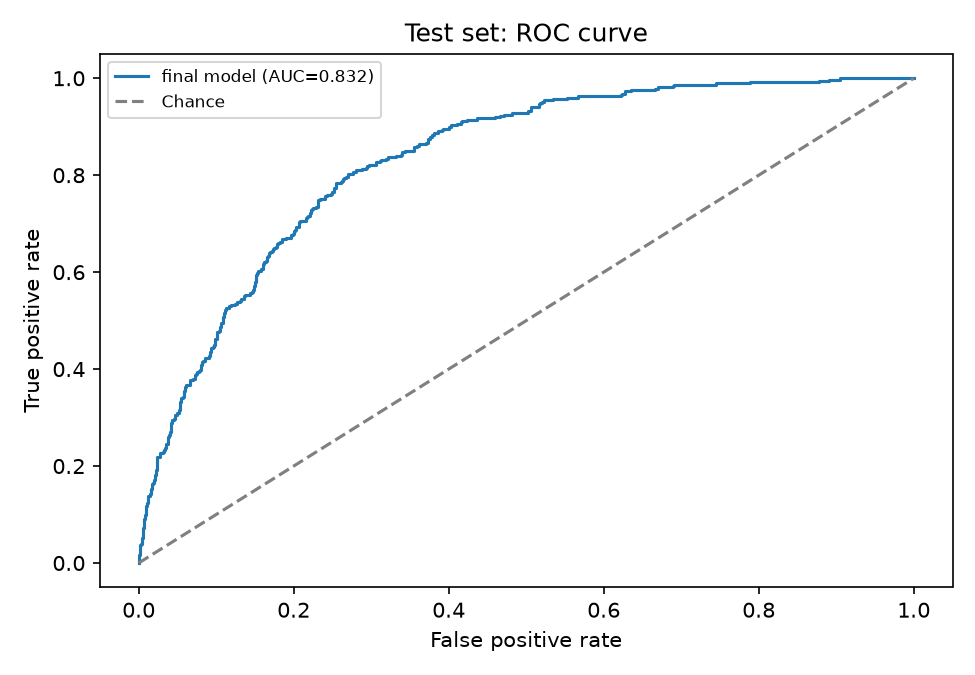 Test set: ROC curve
final model (AUC=0.832)
Chance
True positive rate
1.0
0.8
0.6
0.4
0.2
0.0
0.0 0.2 0.4 0.6 0.8 1.0
False positive rate